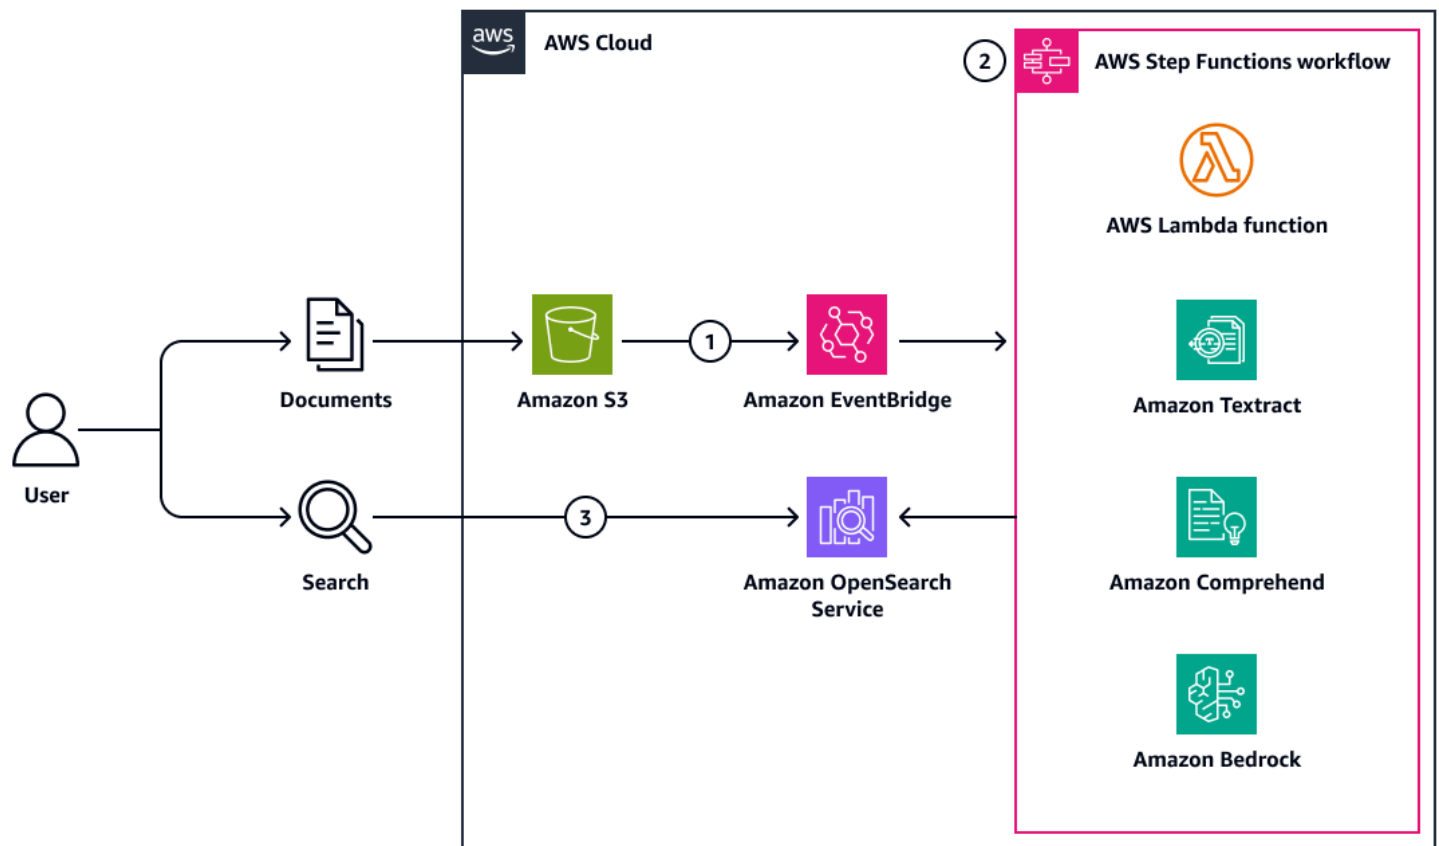 aws
AWS Cloud
2
AWS Step Functions workflow
AWS Lambda function
Documents
Amazon S3
1
Amazon EventBridge
Amazon Textract
User
Search
3
Amazon OpenSearch
Service
Amazon Comprehend
Amazon Bedrock